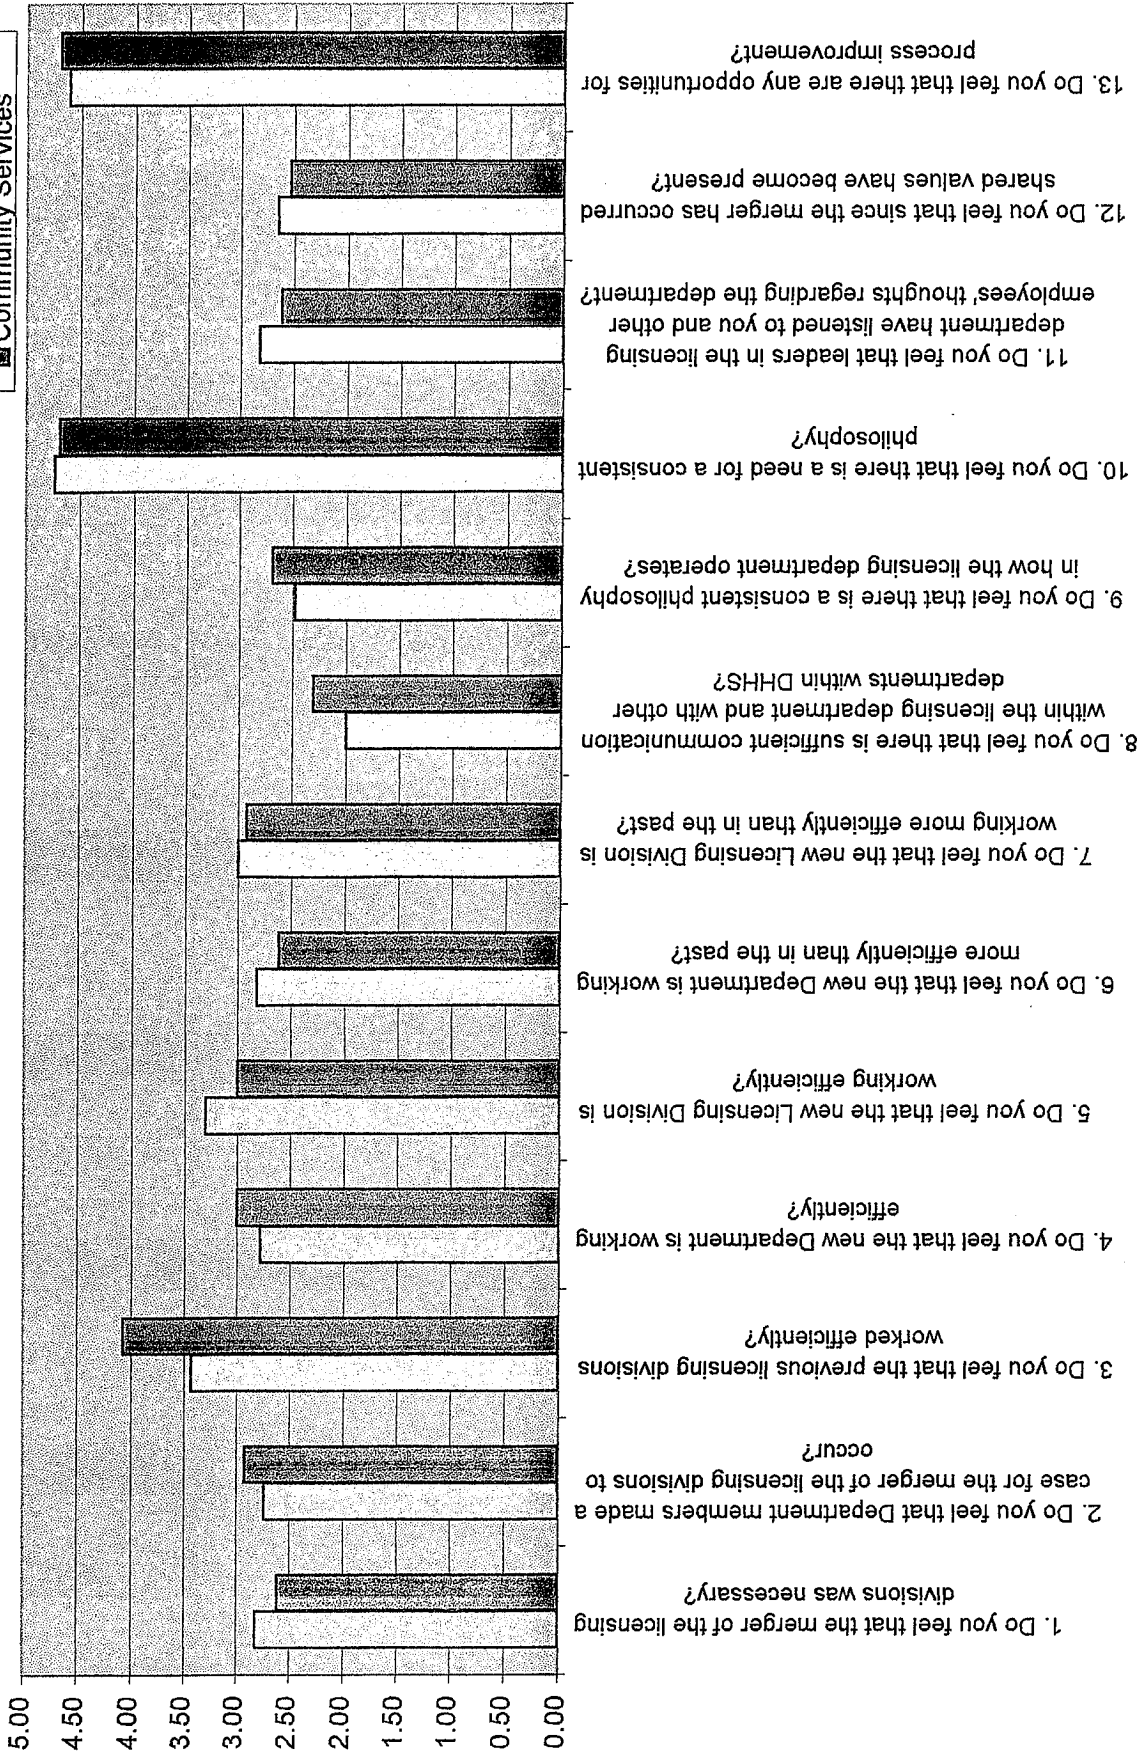 Community Services
5.00
4.50
4.00
3.50
3.00
2.50
2.00
1.50
1.00
0.50
0.00
1. Do you feel that the merger of the licensing
divisions was necessary?
2. Do you feel that Department members made a
case for the merger of the licensing divisions to
occur?
3. Do you feel that the previous licensing divisions
worked efficiently?
4. Do you feel that the new Department is working
efficiently?
5. Do you feel that the new Licensing Division is
working efficiently?
6. Do you feel that the new Department is working
more efficiently than in the past?
7. Do you feel that the new Licensing Division is
working more efficiently than in the past?
8. Do you feel that there is sufficient communication
within the licensing department and with other
departments within DHHS?
9. Do you feel that there is a consistent philosophy
in how the licensing department operates?
10. Do you feel that there is a need for a consistent
philosophy?
11. Do you feel that leaders in the licensing
department have listened to you and other
employees' thoughts regarding the department?
12. Do you feel that since the merger has occurred
shared values have become present?
13. Do you feel that there are any opportunities for
process improvement?